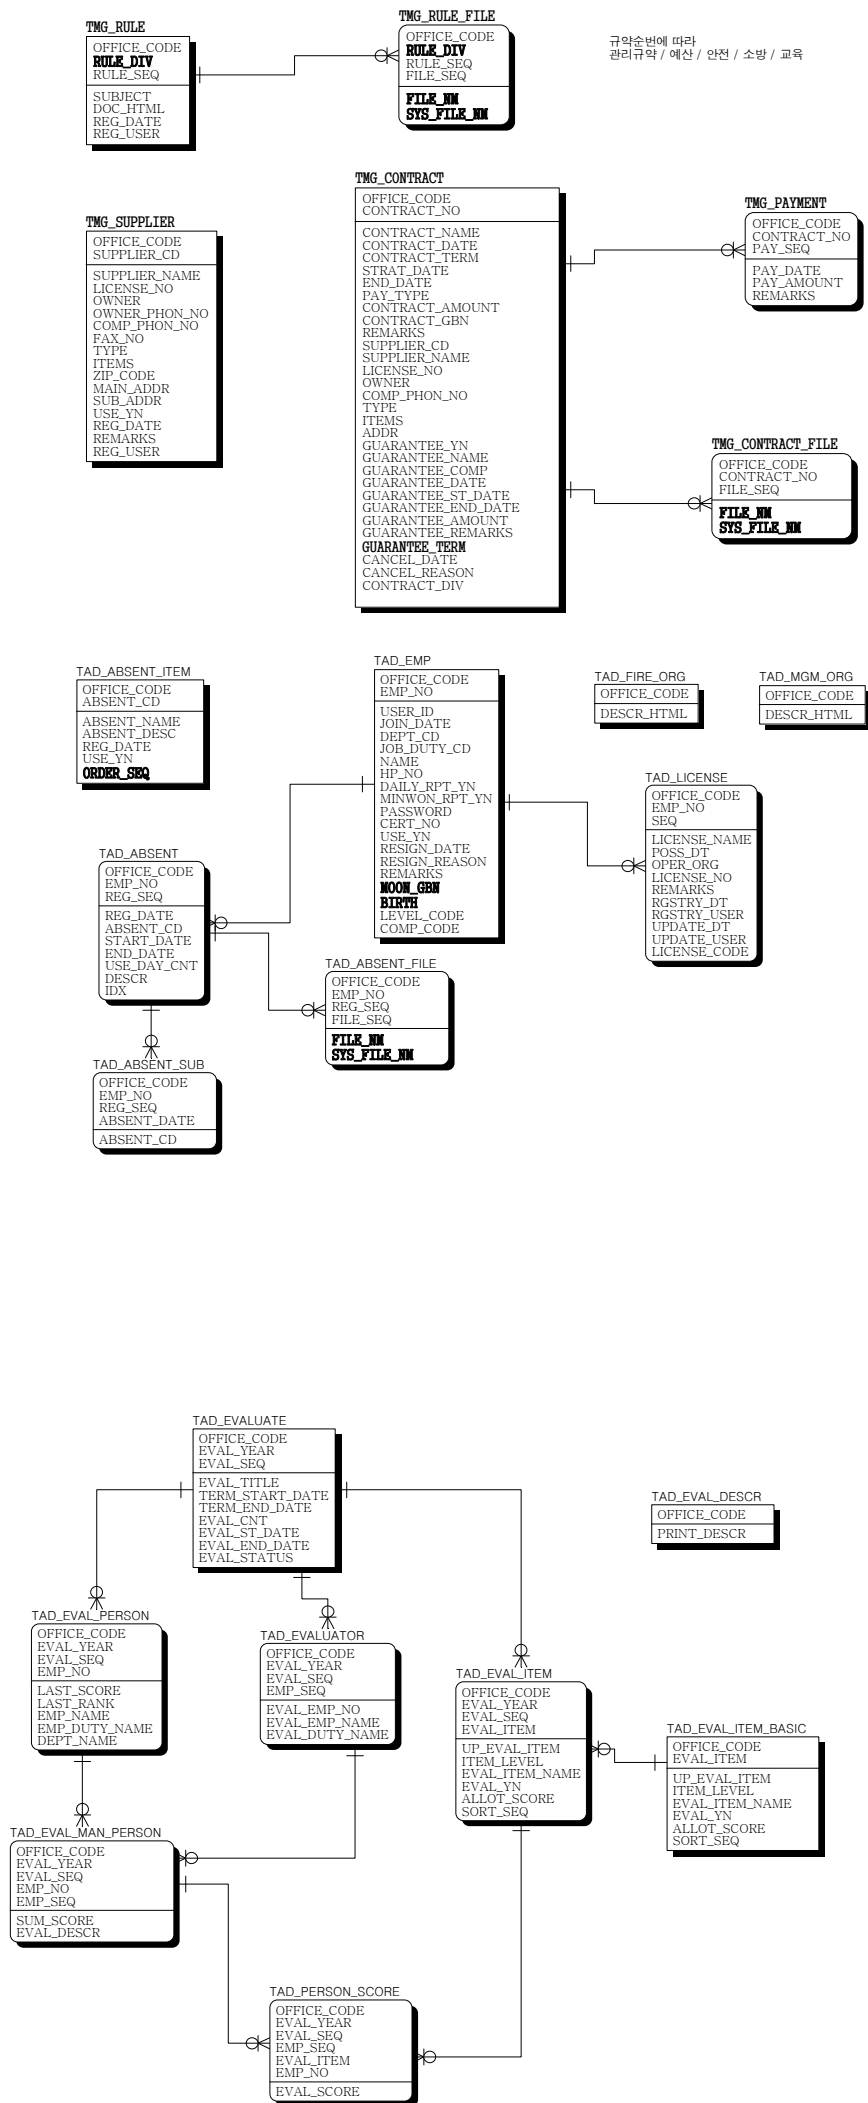 TMG_RULE
OFFICE_CODE
RULE_DIV
RULE_SEQ
SUBJECT
DOC_HTML
REG_DATE
REG_USER
TMG_RULE_FILE
OFFICE_CODE
RULE_DIV
RULE_SEQ
FILE_SEQ
FILE_NM
SYS_FILE_NM
규약순번에 따라
관리규약 / 예산 / 안전 / 소방 / 교육
TMG_SUPPLIER
OFFICE_CODE
SUPPLIER_CD
SUPPLIER_NAME
LICENSE_NO
OWNER
OWNER_PHON_NO
COMP_PHON_NO
FAX_NO
TYPE
ITEMS
ZIP_CODE
MAIN_ADDR
SUB_ADDR
USE_YN
REG_DATE
REMARKS
REG_USER
TMG_CONTRACT
OFFICE_CODE
CONTRACT_NO
CONTRACT_NAME
CONTRACT_DATE
CONTRACT_TERM
STRAT_DATE
END_DATE
PAY_TYPE
CONTRACT_AMOUNT
CONTRACT_GBN
REMARKS
SUPPLIER_CD
SUPPLIER_NAME
LICENSE_NO
OWNER
COMP_PHON_NO
TYPE
ITEMS
ADDR
GUARANTEE_YN
GUARANTEE_NAME
GUARANTEE_COMP
GUARANTEE_DATE
GUARANTEE_ST_DATE
GUARANTEE_END_DATE
GUARANTEE_AMOUNT
GUARANTEE_REMARKS
GUARANTEE_TERM
CANCEL_DATE
CANCEL_REASON
CONTRACT_DIV
TMG_PAYMENT
OFFICE_CODE
CONTRACT_NO
PAY_SEQ
PAY_DATE
PAY_AMOUNT
REMARKS
TMG_CONTRACT_FILE
OFFICE_CODE
CONTRACT_NO
FILE_SEQ
FILE_NM
SYS_FILE_NM
TAD_ABSENT_ITEM
OFFICE_CODE
ABSENT_CD
ABSENT_NAME
ABSENT_DESC
REG_DATE
USE_YN
ORDER_SEQ
TAD_EMP
OFFICE_CODE
EMP_NO
USER_ID
JOIN_DATE
DEPT_CD
JOB_DUTY_CD
NAME
HP_NO
DAILY_RPT_YN
MINWON_RPT_YN
PASSWORD
CERT_NO
USE_YN
RESIGN_DATE
RESIGN_REASON
REMARKS
MOON_GBN
BIRTH
LEVEL_CODE
COMP_CODE
TAD_FIRE_ORG
OFFICE_CODE
DESCR_HTML
TAD_MGM_ORG
OFFICE_CODE
DESCR_HTML
TAD_LICENSE
OFFICE_CODE
EMP_NO
SEQ
LICENSE_NAME
POSS_DT
OPER_ORG
LICENSE_NO
REMARKS
RGSTRY_DT
RGSTRY_USER
UPDATE_DT
UPDATE_USER
LICENSE_CODE
TAD_ABSENT
OFFICE_CODE
EMP_NO
REG_SEQ
REG_DATE
ABSENT_CD
START_DATE
END_DATE
USE_DAY_CNT
DESCR
IDX
TAD_ABSENT_FILE
OFFICE_CODE
EMP_NO
REG_SEQ
FILE_SEQ
FILE_NM
SYS_FILE_NM
TAD_ABSENT_SUB
OFFICE_CODE
EMP_NO
REG_SEQ
ABSENT_DATE
ABSENT_CD
TAD_EVALUATE
OFFICE_CODE
EVAL_YEAR
EVAL_SEQ
EVAL_TITLE
TERM_START_DATE
TERM_END_DATE
EVAL_CNT
EVAL_ST_DATE
EVAL_END_DATE
EVAL_STATUS
TAD_EVAL_DESCR
OFFICE_CODE
PRINT_DESCR
TAD_EVAL_PERSON
OFFICE_CODE
EVAL_YEAR
EVAL_SEQ
EMP_NO
LAST_SCORE
LAST_RANK
EMP_NAME
EMP_DUTY_NAME
DEPT_NAME
TAD_EVALUATOR
OFFICE_CODE
EVAL_YEAR
EVAL_SEQ
EMP_SEQ
EVAL_EMP_NO
EVAL_EMP_NAME
EVAL_DUTY_NAME
TAD_EVAL_ITEM
OFFICE_CODE
EVAL_YEAR
EVAL_SEQ
EVAL_ITEM
UP_EVAL_ITEM
ITEM_LEVEL
EVAL_ITEM_NAME
EVAL_YN
ALLOT_SCORE
SORT_SEQ
TAD_EVAL_ITEM_BASIC
OFFICE_CODE
EVAL_ITEM
UP_EVAL_ITEM
ITEM_LEVEL
EVAL_ITEM_NAME
EVAL_YN
ALLOT_SCORE
SORT_SEQ
TAD_EVAL_MAN_PERSON
OFFICE_CODE
EVAL_YEAR
EVAL_SEQ
EMP_NO
EMP_SEQ
SUM_SCORE
EVAL_DESCR
TAD_PERSON_SCORE
OFFICE_CODE
EVAL_YEAR
EVAL_SEQ
EMP_SEQ
EVAL_ITEM
EMP_NO
EVAL_SCORE